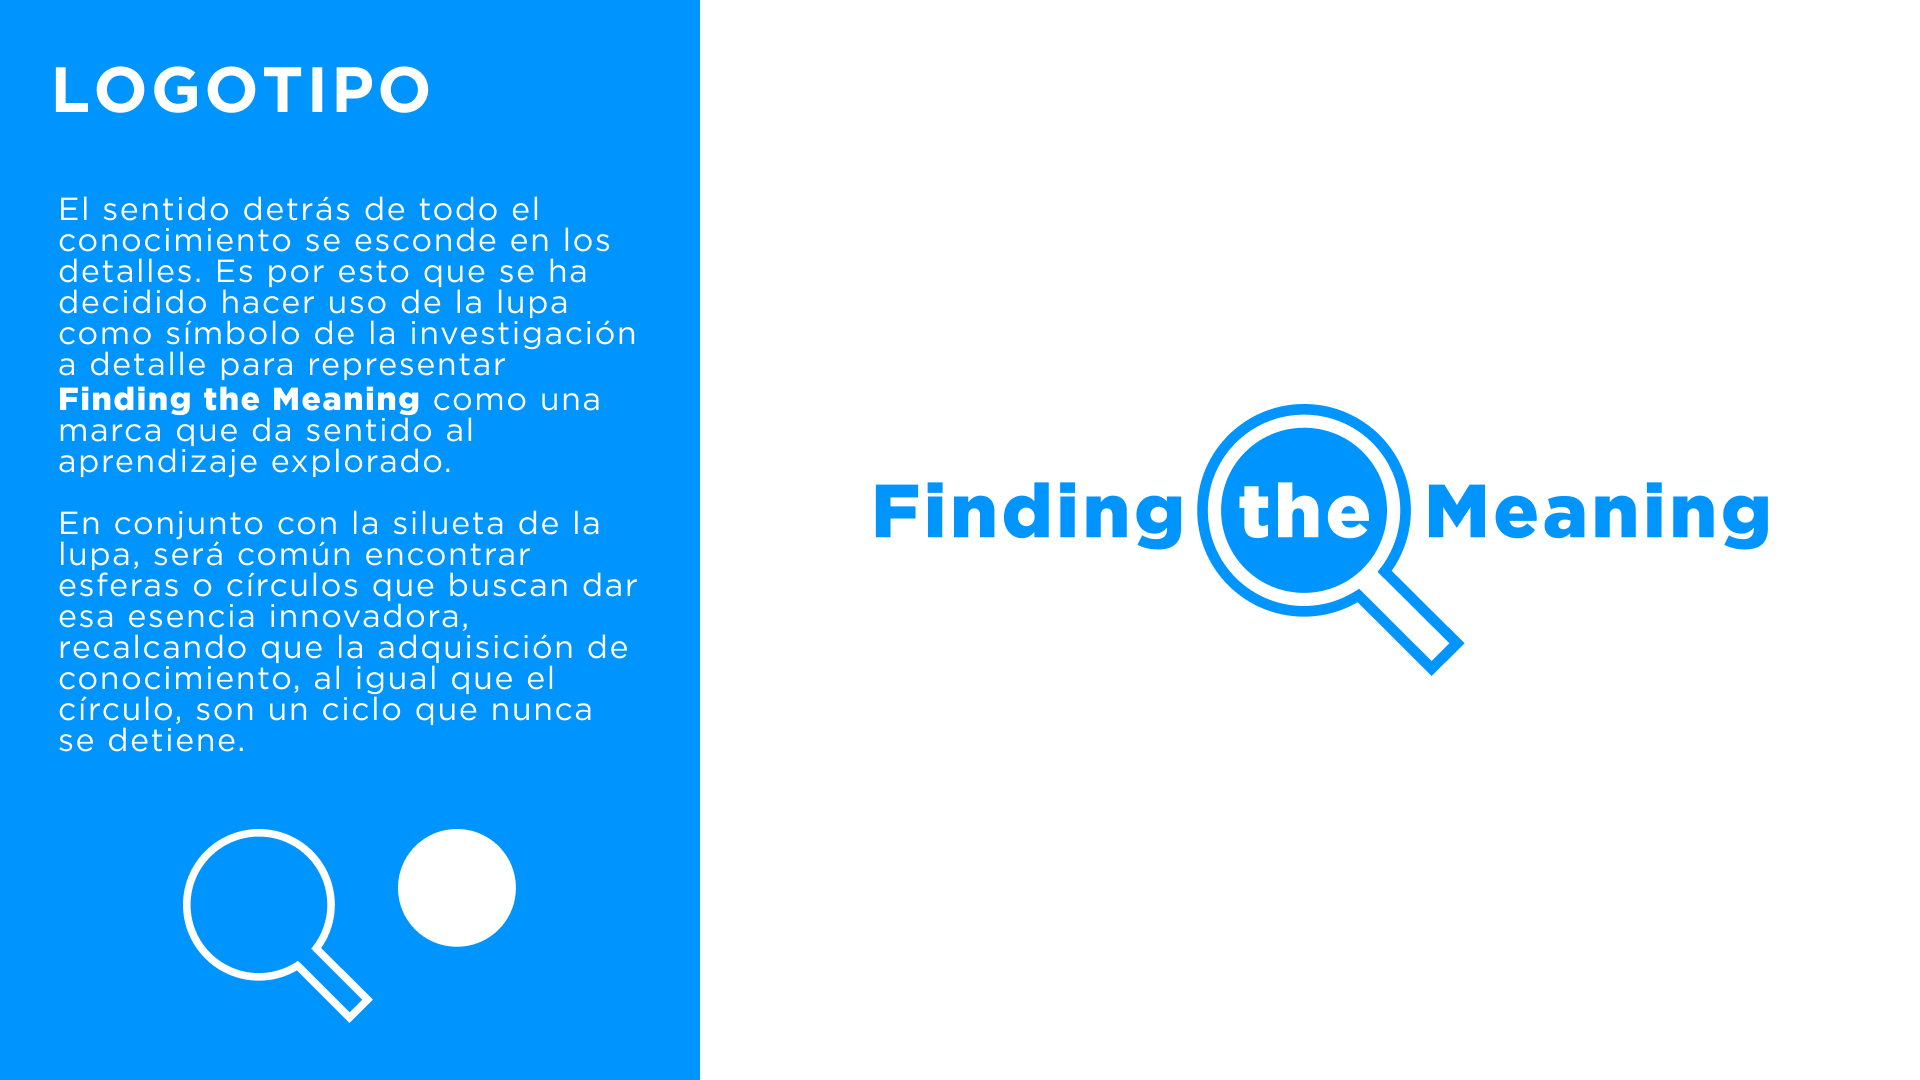 LOGOTIPO
El sentido detrás de todo el
conocimiento se esconde en los
detalles. Es por esto que se ha
decidido hacer uso de la lupa
como símbolo de la investigación
a detalle para representar
Finding the Meaning como una
marca que da sentido al
aprendizaje explorado.
En conjunto con la silueta de la
lupa, será común encontrar
esferas o círculos que buscan dar
esa esencia innovadora,
recalcando que la adquisición de
conocimiento, al igual que el
círculo, son un ciclo que nunca
se detiene.
Finding the Meaning